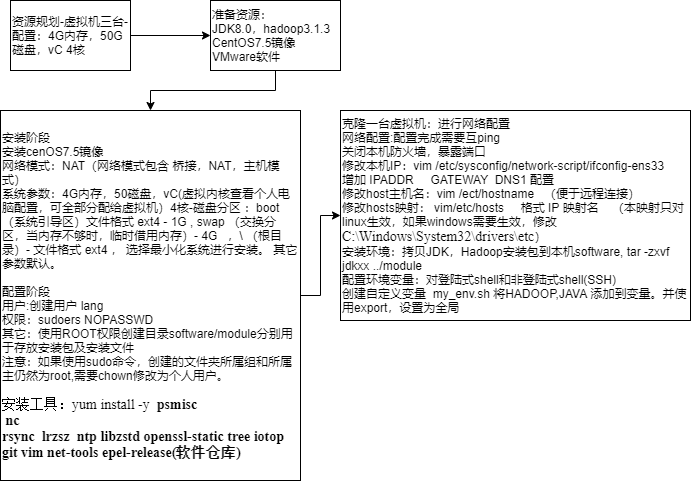 资源规划-虚拟机三台-
配置：4G内存，50G
磁盘，vC 4核
准备资源：
JDK8.0，hadoop3.1.3
CentOS7.5镜像
VMware软件
安装阶段
安装cenOS7.5镜像
网络模式：NAT（网络模式包含 桥接，NAT，主机模
式）
系统参数：4G内存，50磁盘，vC(虚拟内核查看个人电
脑配置，可全部分配给虚拟机）4核-磁盘分区 ：boot
（系统引导区）文件格式 ext4 - 1G , swap （交换分
区，当内存不够时，临时借用内存）- 4G ，\ （根目
录）- 文件格式 ext4 ， 选择最小化系统进行安装。 其它
参数默认。
配置阶段
用户:创建用户 lang
权限：sudoers NOPASSWD
其它：使用ROOT权限创建目录software/module分别用
于存放安装包及安装文件
注意：如果使用sudo命令，创建的文件夹所属组和所属
主仍然为root,需要chown修改为个人用户。
安装工具：yum install -y psmisc
nc
rsync lrzsz ntp libzstd openssl-static tree iotop
git vim net-tools epel-release(软件仓库)
克隆一台虚拟机：进行网络配置
网络配置:配置完成需要互ping
关闭本机防火墙，暴露端口
修改本机IP：vim /etc/sysconfig/network-script/ifconfig-ens33
增加 IPADDR GATEWAY DNS1 配置
修改host主机名：vim /ect/hostname （便于远程连接）
修改hosts映射：vim/etc/hosts 格式 IP 映射名 （本映射只对
linux生效，如果windows需要生效，修改
C:\Windows\System32\drivers\etc）
安装环境：拷贝JDK，Hadoop安装包到本机software, tar -zxvf
jdkxx ../module
配置环境变量：对登陆式shell和非登陆式shell(SSH)
创建自定义变量 my_env.sh 将HADOOP,JAVA 添加到变量。并使
用export，设置为全局